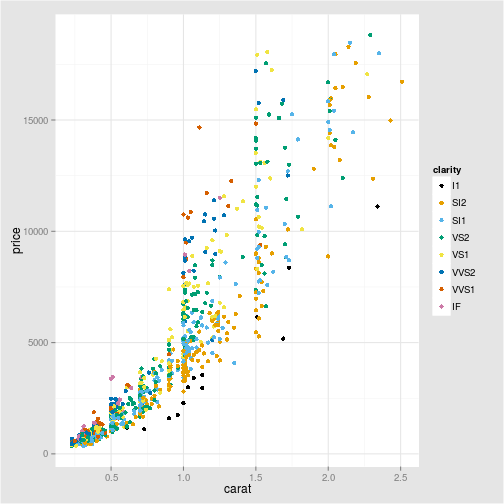 15000
10000
5000
0
price
0.5 1.0 1.5 2.0 2.5
carat
clarity
I1
SI2
SI1
VS2
VS1
VVS2
VVS1
IF